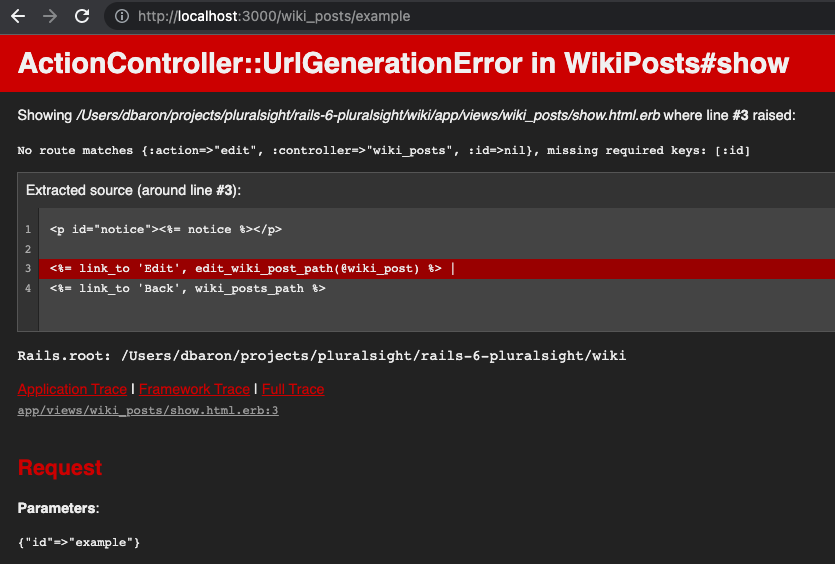 http://localhost:3000/wiki_posts/example
ActionController::UrlGenerationError in WikiPosts#show
Showing /Users/dbaron/projects/pluralsight/rails-6-pluralsight/wiki/app/views/wiki_posts/show.html.erb where line #3 raised:
No route matches {:action=>"edit", :controller=>"wiki_posts", :id=>nil}, missing required keys: [:id]
Extracted source (around line #3):
1 <p id="notice"><%= notice %></p>
2
3 <%= link_to 'Edit', edit_wiki_post_path(@wiki_post) %> |
4 <%= link_to 'Back', wiki_posts_path %>
Rails.root: /Users/dbaron/projects/pluralsight/rails-6-pluralsight/wiki
Application Trace | Framework Trace | Full Trace
app/views/wiki_posts/show.html.erb:3
Request
Parameters:
{"id"=>"example"}